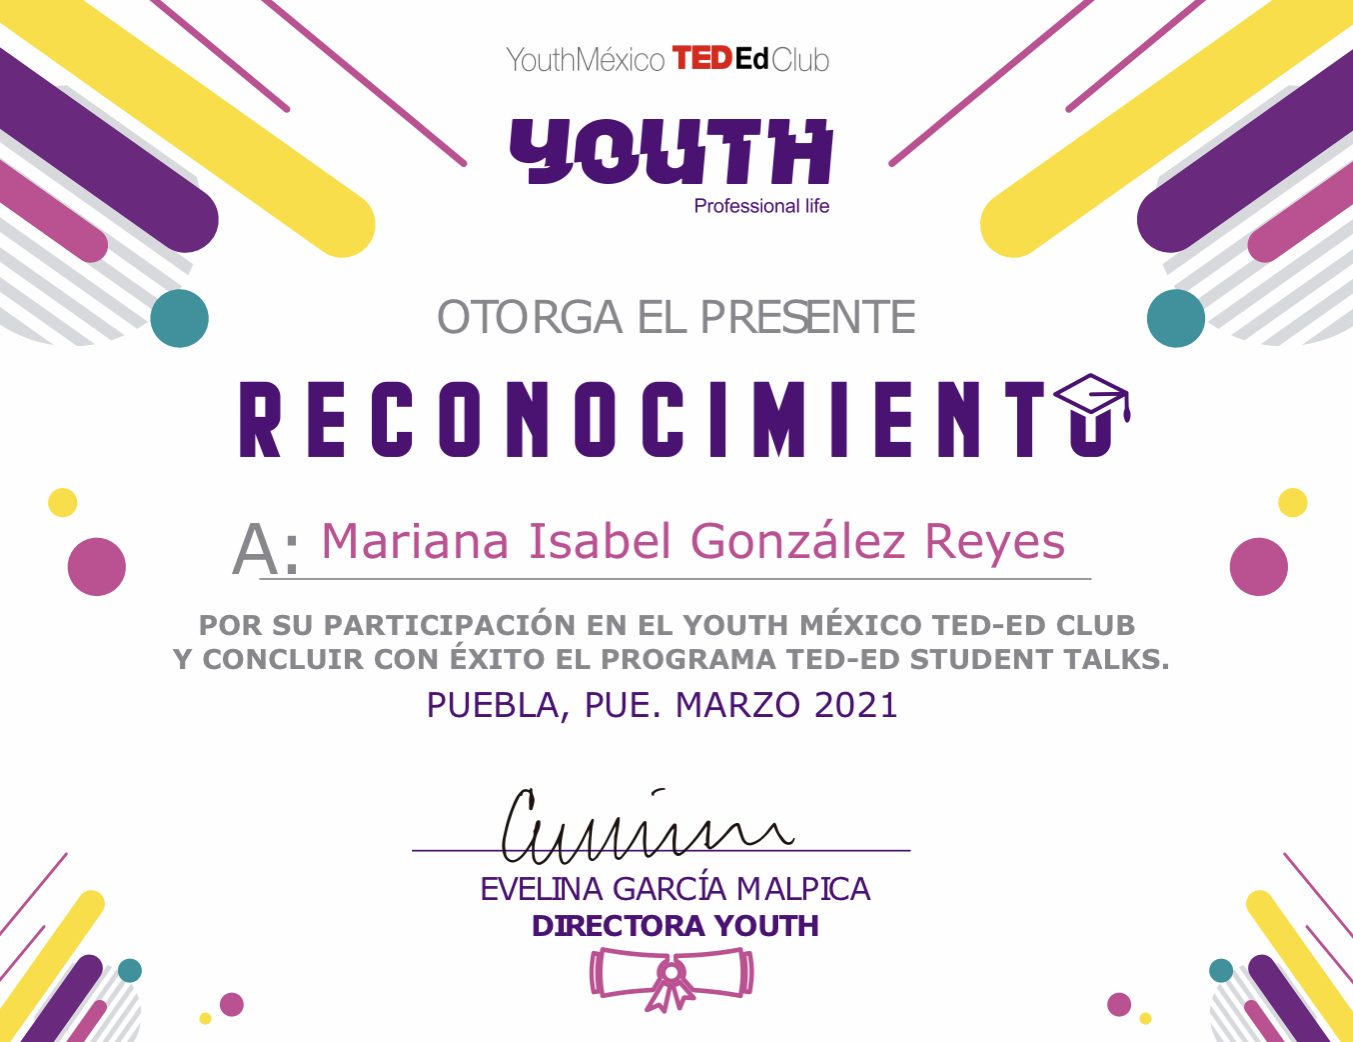 YouthMéxico TEDEdClub
YOUTH
Professional life
OTORGA EL PRESENTE
RECONOCIMIENTO
A: Mariana Isabel González Reyes
POR SU PARTICIPACIÓN EN EL YOUTH MÉXICO TED-ED CLUB
Y CONCLUIR CON ÉXITO EL PROGRAMA TED-ED STUDENT TALKS.
PUEBLA, PUE. MARZO 2021
EVELINA GARCÍA MALPICA
DIRECTORA YOUTH